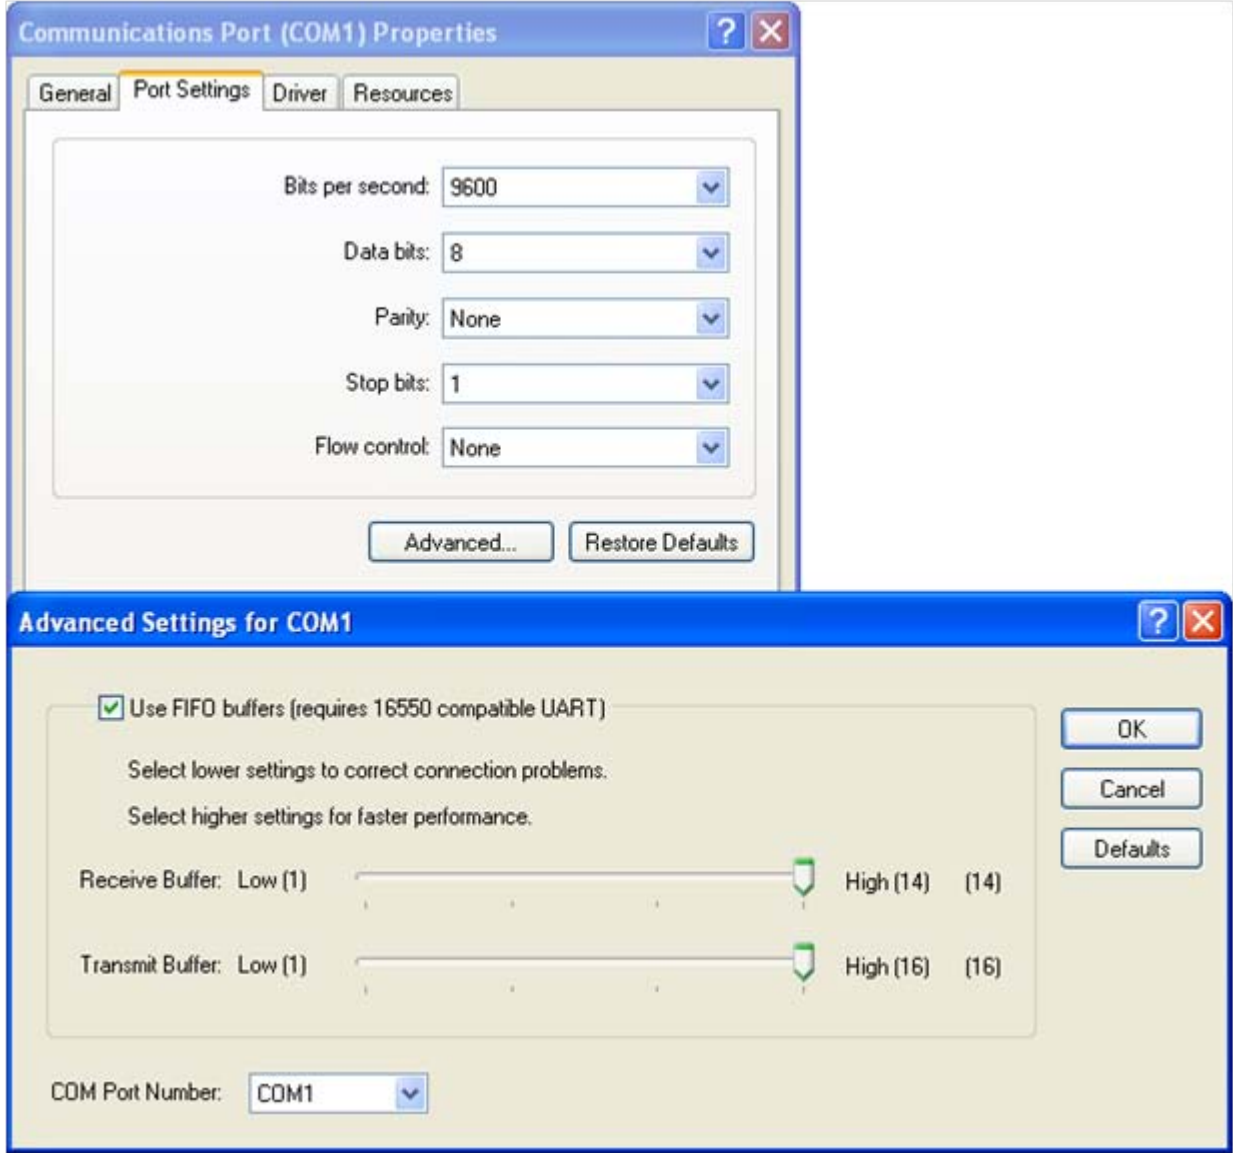 Communications Port (COM1) Properties
General Port Settings Driver Resources
Bits per second: 9600
Data bits: 8
Parity: None
Stop bits: 1
Flow control: None
Advanced... Restore Defaults
Advanced Settings for COM1
Use FIFO buffers (requires 16550 compatible UART)
OK
Select lower settings to correct connection problems.
Cancel
Select higher settings for faster performance.
Defaults
Receive Buffer: Low (1) High (14) (14)
Transmit Buffer: Low (1) High (16) (16)
COM Port Number: COM1